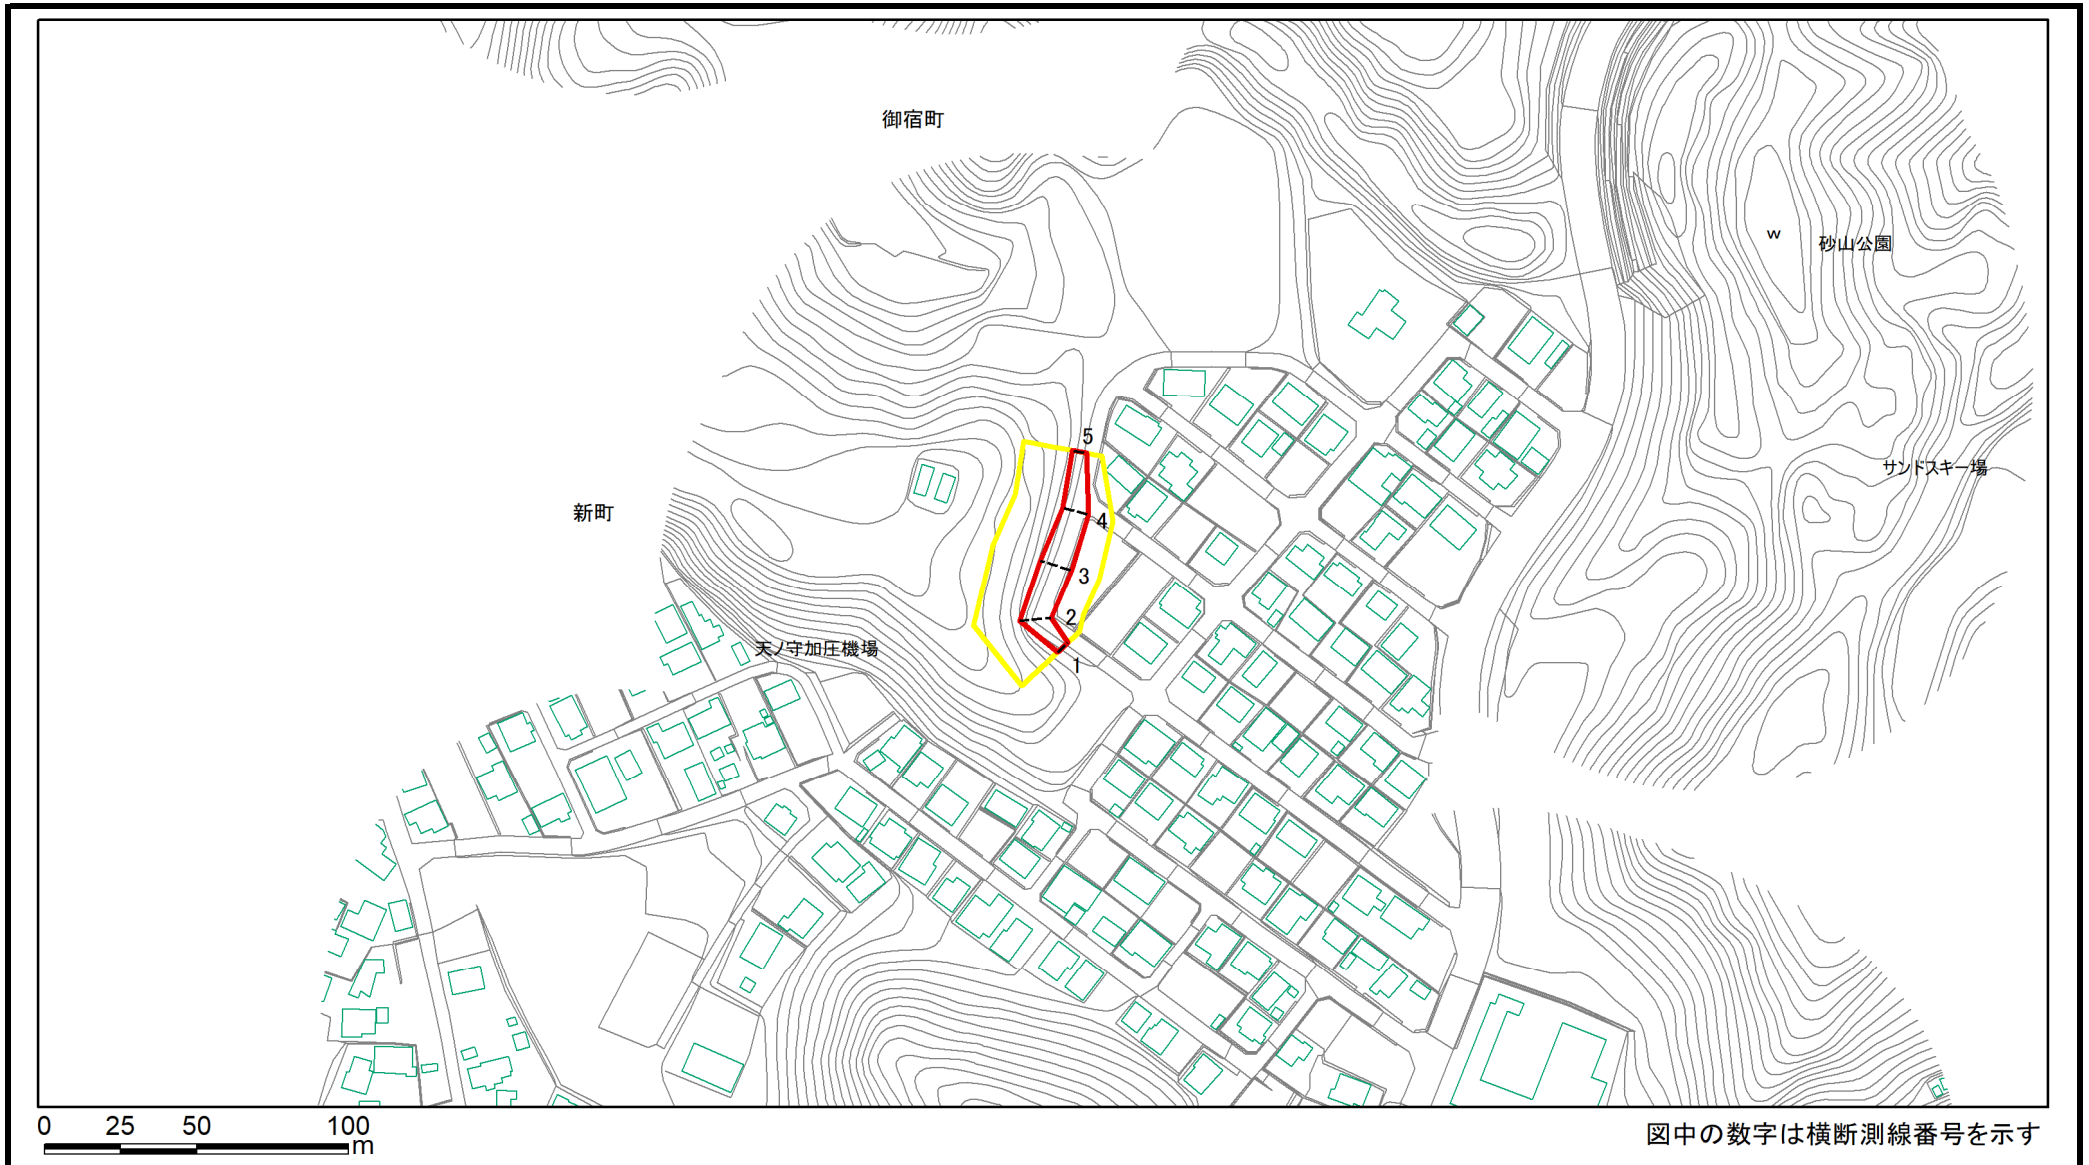 御宿町
w
砂山公園
5
サンドスキー場
新町
4
3
2
天ノ守加圧機場
1
0 25 50 100
m
図中の数字は横断測線番号を示す